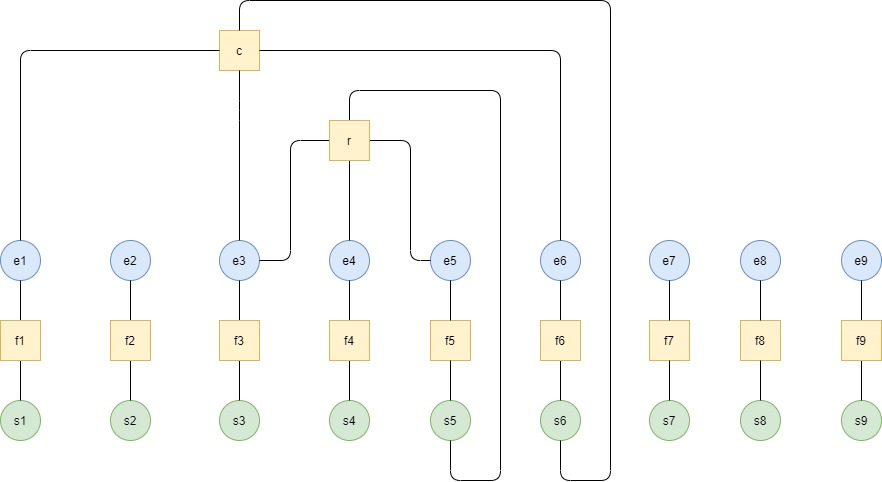 c
r
e1 e2 e3 e4 e5 e6 e7 e8 e9
f1 f2 f3 f4 f5 f6 f7 f8 f9
s1 s2 s3 s4 s5 s6 s7 s8 s9